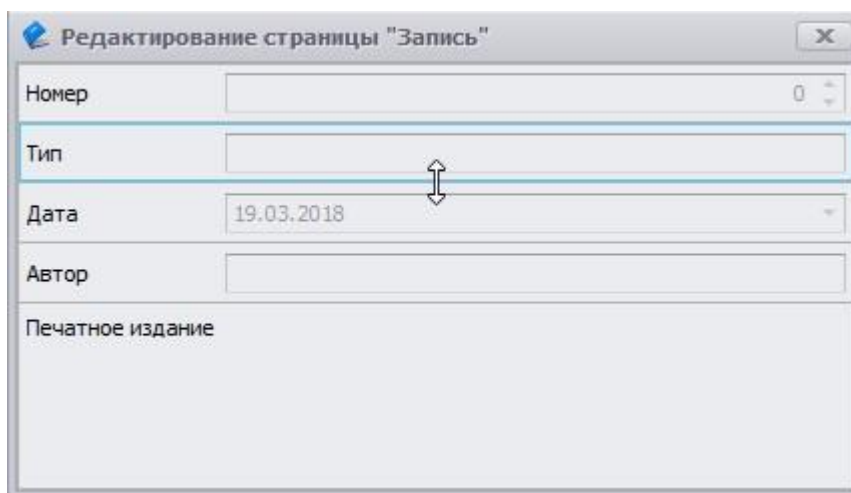 Редактирование страницы "Запись"
Номер 0
Тип
Дата 19.03.2018
Автор
Печатное издание